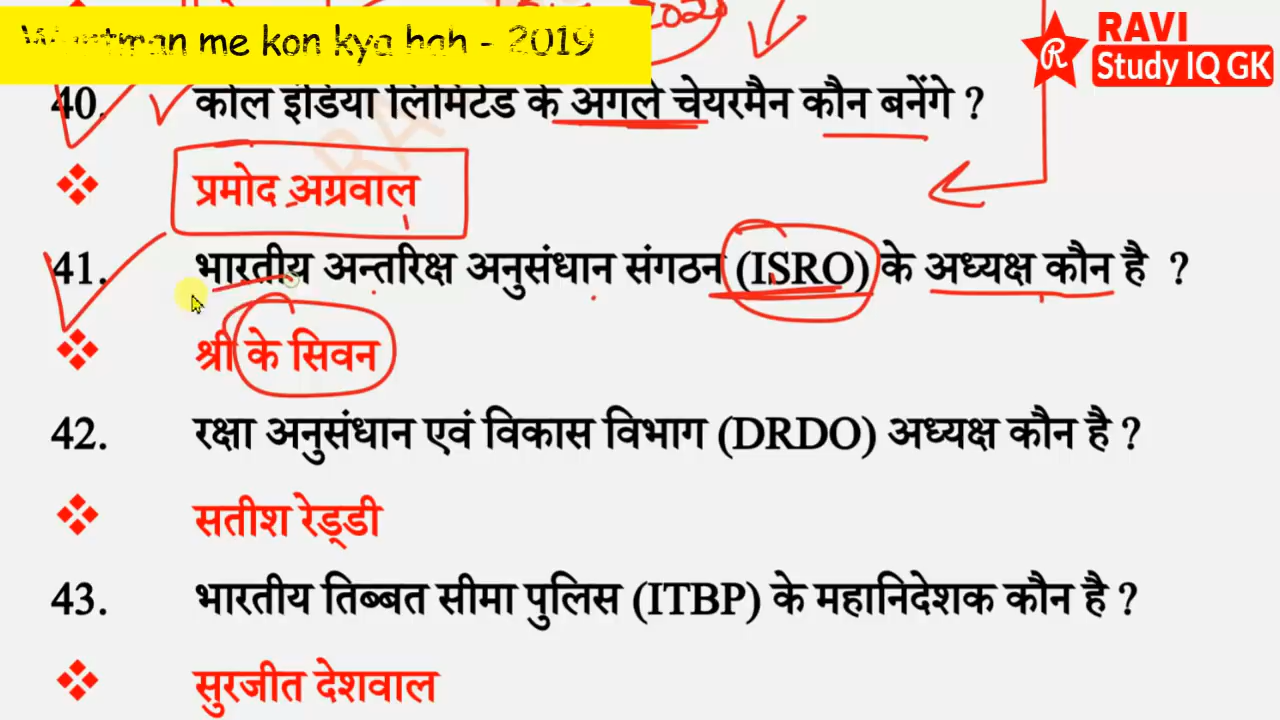 2020
Wartman me kon kya hah - 2019
RAVI
Study IQ GK
R
40. कोल इंडिया लिमिटेड के अगले चेयरमैन कौन बनेंगे ?
❖ प्रमोद अग्रवाल
41. भारतीय अन्तरिक्ष अनुसंधान संगठन (ISRO) के अध्यक्ष कौन है ?
❖ श्री के सिवन
42. रक्षा अनुसंधान एवं विकास विभाग (DRDO) अध्यक्ष कौन है ?
❖ सतीश रेड्डी
43. भारतीय तिब्बत सीमा पुलिस (ITBP) के महानिदेशक कौन है ?
❖ सुरजीत देशवाल